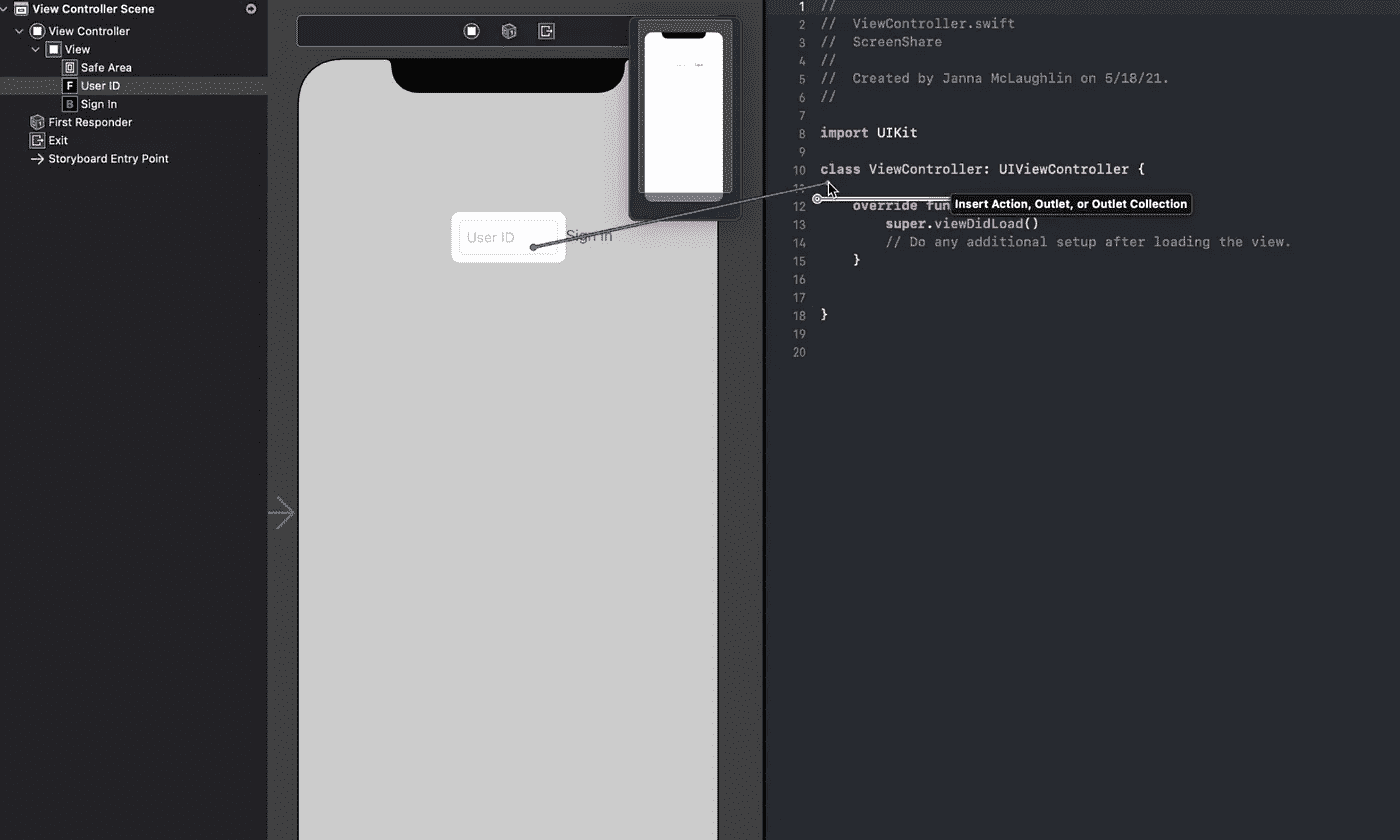 View Controller Scene
View Controller
View
Safe Area
F User ID
B Sign In
First Responder
Exit
Storyboard Entry Point
User ID
Sign In
1 //
2 //  ViewController.swift
3 //  ScreenShare
4 //
5 //  Created by Janna McLaughlin on 5/18/21.
6 //
7
8 import UIKit
9
10 class ViewController: UIViewController {
11
12 override fun
Insert Action, Outlet, or Outlet Collection
13 super.viewDidLoad()
14 // Do any additional setup after loading the view.
15 }
16
17
18 }
19
20